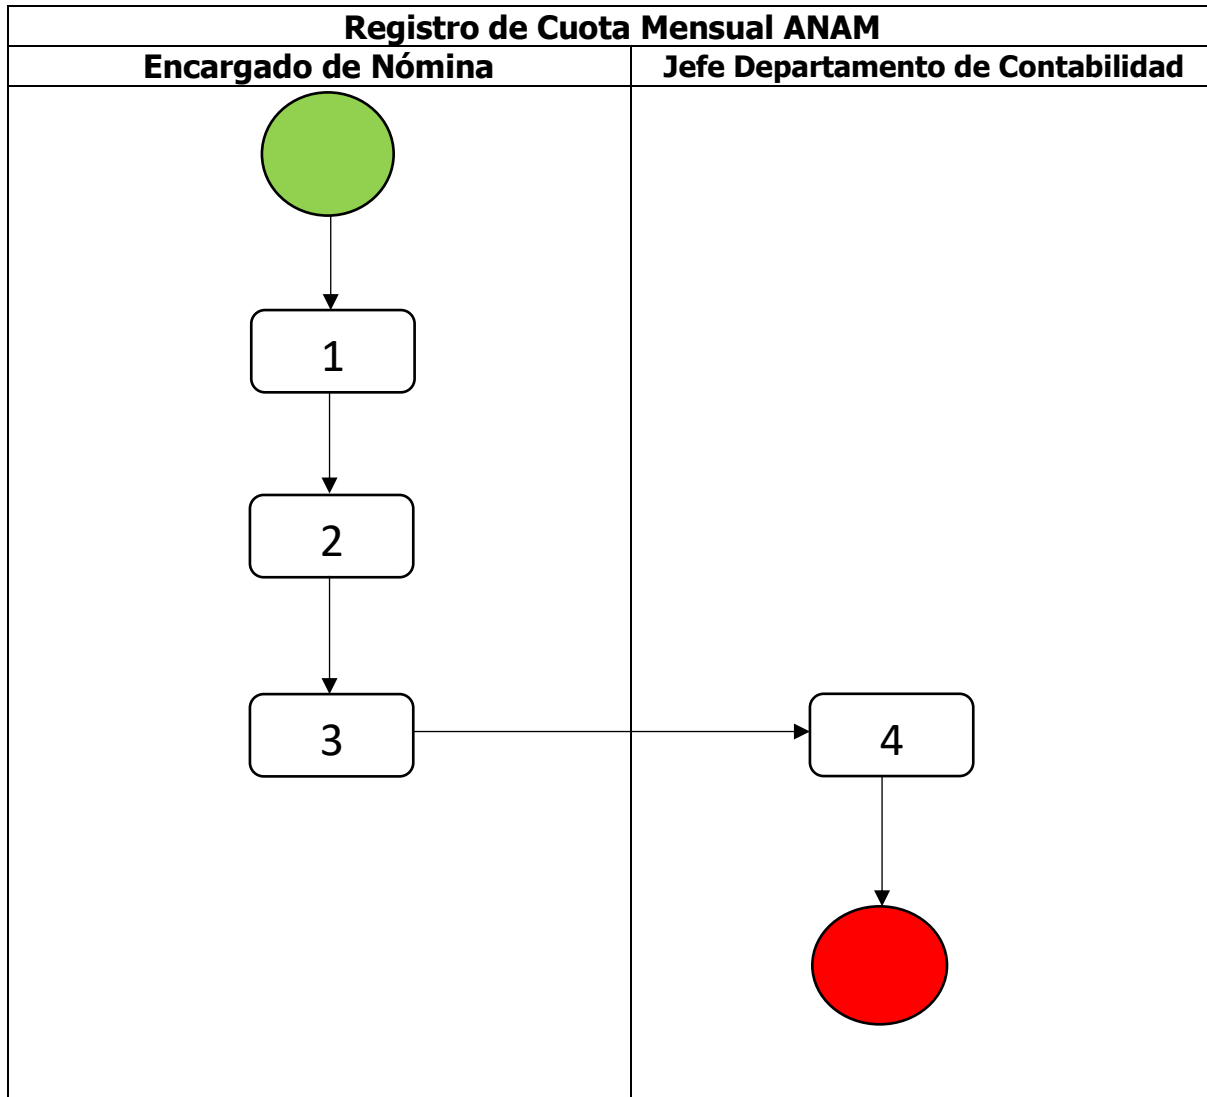 Registro de Cuota Mensual ANAM
Encargado de Nómina
Jefe Departamento de Contabilidad
1
2
3
4